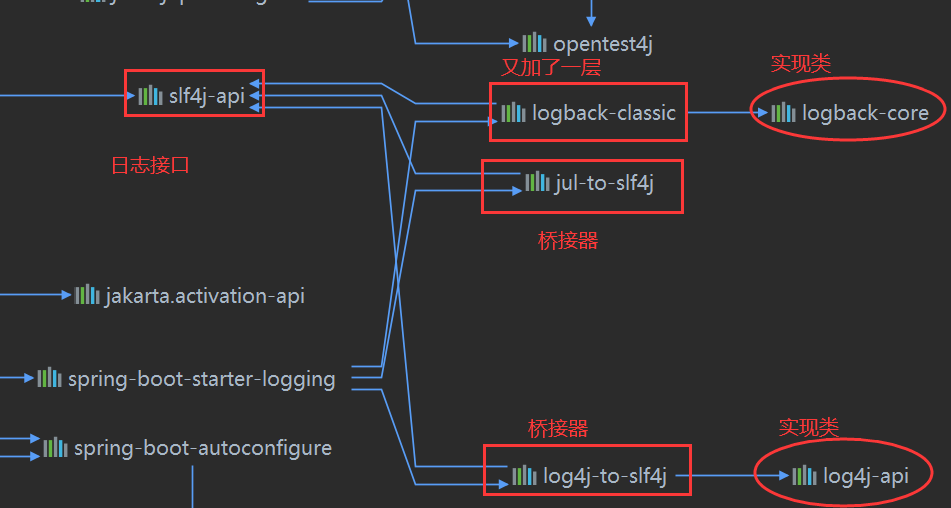 opentest4j
又加了一层
实现类
slf4j-api
logback-classic
logback-core
日志接口
jul-to-slf4j
桥接器
jakarta.activation-api
spring-boot-starter-logging
桥接器
实现类
spring-boot-autoconfigure
log4j-to-slf4j
log4j-api